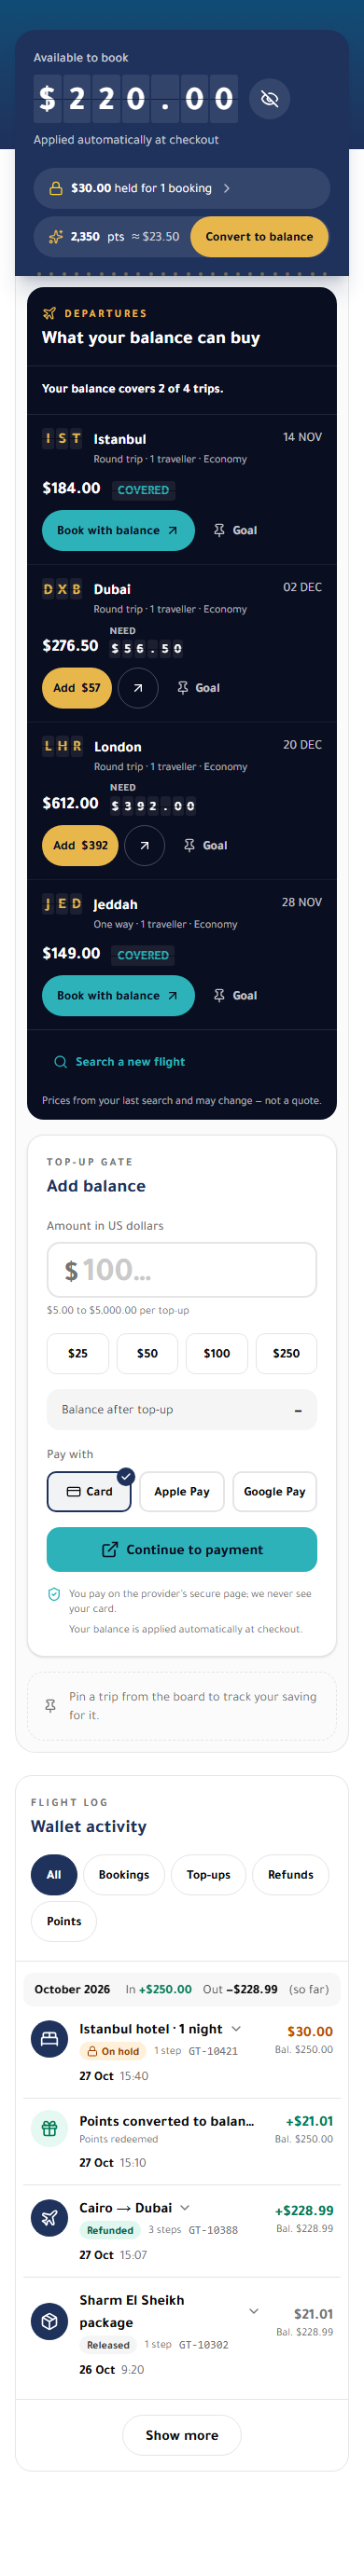 Available to book
$220.00
Applied automatically at checkout
$30.00 held for 1 booking
2,350 pts ≈ $23.50 Convert to balance
DEPARTURES
What your balance can buy
Your balance covers 2 of 4 trips.
IST Istanbul 14 NOV
Round trip · 1 traveller · Economy
$184.00 COVERED
Book with balance Goal
DXB Dubai 02 DEC
Round trip · 1 traveller · Economy
NEED
$276.50 $56.50
Add $57 Goal
LHR London 20 DEC
Round trip · 1 traveller · Economy
NEED
$612.00 $392.00
Add $392 Goal
JED Jeddah 28 NOV
One way · 1 traveller · Economy
$149.00 COVERED
Book with balance Goal
Search a new flight
Prices from your last search and may change — not a quote.
TOP-UP GATE
Add balance
Amount in US dollars
$ 100...
$5.00 to $5,000.00 per top-up
$25 $50 $100 $250
Balance after top-up –
Pay with
Card Apple Pay Google Pay
Continue to payment
You pay on the provider's secure page; we never see
your card.
Your balance is applied automatically at checkout.
Pin a trip from the board to track your saving
for it.
FLIGHT LOG
Wallet activity
All Bookings Top-ups Refunds
Points
October 2026 In +$250.00 Out −$228.99 (so far)
Istanbul hotel · 1 night $30.00
On hold 1 step GT-10421 Bal. $250.00
27 Oct 15:40
Points converted to balan... +$21.01
Points redeemed Bal. $250.00
27 Oct 15:10
Cairo → Dubai +$228.99
Refunded 3 steps GT-10388 Bal. $228.99
27 Oct 15:07
Sharm El Sheikh
package $21.01
Released 1 step GT-10302 Bal. $228.99
26 Oct 9:20
Show more